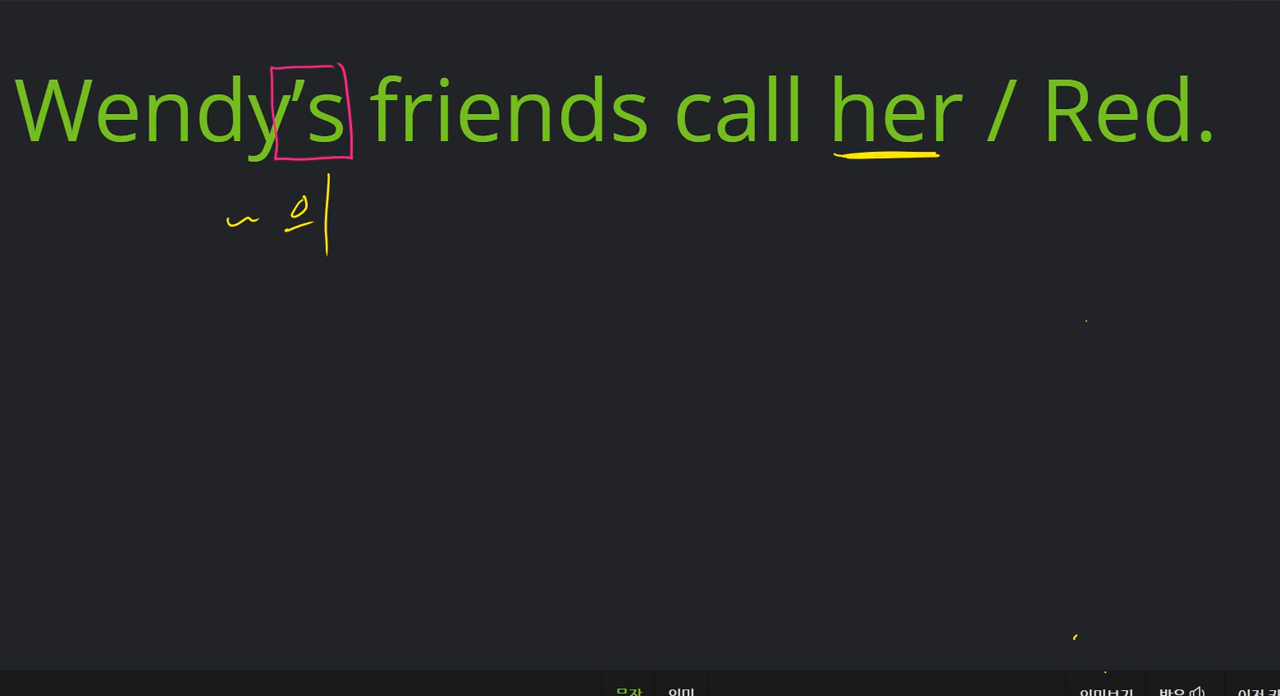 Wendy’s friends call her / Red.
~ 의